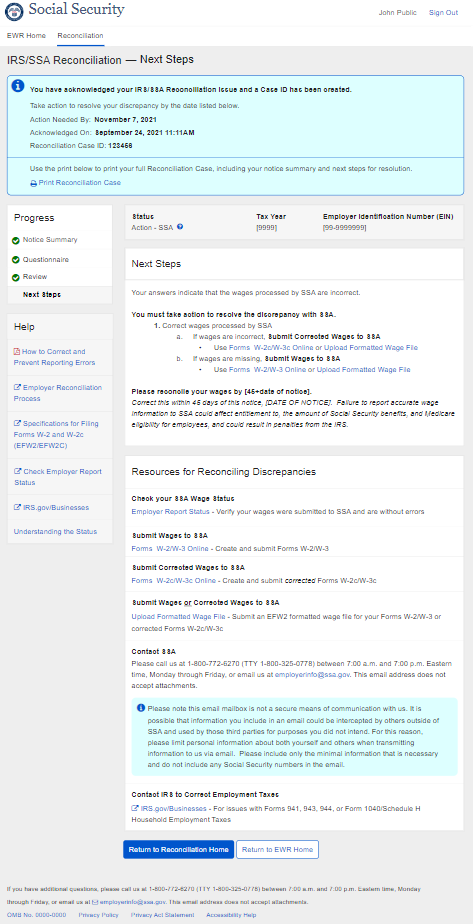 Social Security
John Public Sign Out
EWR Home Reconciliation
IRS/SSA Reconciliation — Next Steps
You have acknowledged your IRS/SSA Reconciliation issue and a Case ID has been created.
Take action to resolve your discrepancy by the date listed below.
Action Needed By: November 7, 2021
Acknowledged On: September 24, 2021 11:11AM
Reconciliation Case ID: 123456
Use the print below to print your full Reconciliation Case, including your notice summary and next steps for resolution.
Print Reconciliation Case
Progress
Notice Summary
Questionnaire
Review
Next Steps
Help
How to Correct and
Prevent Reporting Errors
Employer Reconciliation
Process
Specifications for Filing
Forms W-2 and W-2c
(EFW2/EFW2C)
Check Employer Report
Status
IRS.gov/Businesses
Understanding the Status
Status Tax Year Employer Identification Number (EIN)
Action - SSA [9999] [99-9999999]
Next Steps
Your answers indicate that the wages processed by SSA are incorrect.
You must take action to resolve the discrepancy with SSA.
1. Correct wages processed by SSA
a. If wages are incorrect, Submit Corrected Wages to SSA
• Use Forms W-2c/W-3c Online or Upload Formatted Wage File
b. If wages are missing, Submit Wages to SSA
• Use Forms W-2/W-3 Online or Upload Formatted Wage File
Please reconcile your wages by [45+date of notice].
Correct this within 45 days of this notice, [DATE OF NOTICE]. Failure to report accurate wage
information to SSA could affect entitlement to, the amount of Social Security benefits, and Medicare
eligibility for employees, and could result in penalties from the IRS.
Resources for Reconciling Discrepancies
Check your SSA Wage Status
Employer Report Status - Verify your wages were submitted to SSA and are without errors
Submit Wages to SSA
Forms W-2/W-3 Online - Create and submit Forms W-2/W-3
Submit Corrected Wages to SSA
Forms W-2c/W-3c Online - Create and submit corrected Forms W-2c/W-3c
Submit Wages or Corrected Wages to SSA
Upload Formatted Wage File - Submit an EFW2 formatted wage file for your Forms W-2/W-3 or
corrected Forms W-2c/W-3c
Contact SSA
Please call us at 1-800-772-6270 (TTY 1-800-325-0778) between 7:00 a.m. and 7:00 p.m. Eastern
time, Monday through Friday, or email us at employerinfo@ssa.gov. This email address does not
accept attachments.
Please note this email mailbox is not a secure means of communication with us. It is
possible that information you include in an email could be intercepted by others outside of
SSA and used by those third parties for purposes you did not intend. For this reason,
please limit personal information about both yourself and others when transmitting
information to us via email. Please include only the minimal information that is necessary
and do not include any Social Security numbers in the email.
Contact IRS to Correct Employment Taxes
IRS.gov/Businesses - For issues with Forms 941, 943, 944, or Form 1040/Schedule H
Household Employment Taxes
Return to Reconciliation Home Return to EWR Home
If you have additional questions, please call us at 1-800-772-6270 (TTY 1-800-325-0778) between 7:00 a.m. and 7:00 p.m. Eastern time, Monday
through Friday, or email us at employerinfo@ssa.gov. This email address does not accept attachments.
OMB No. 0000-0000 Privacy Policy Privacy Act Statement Accessibility Help